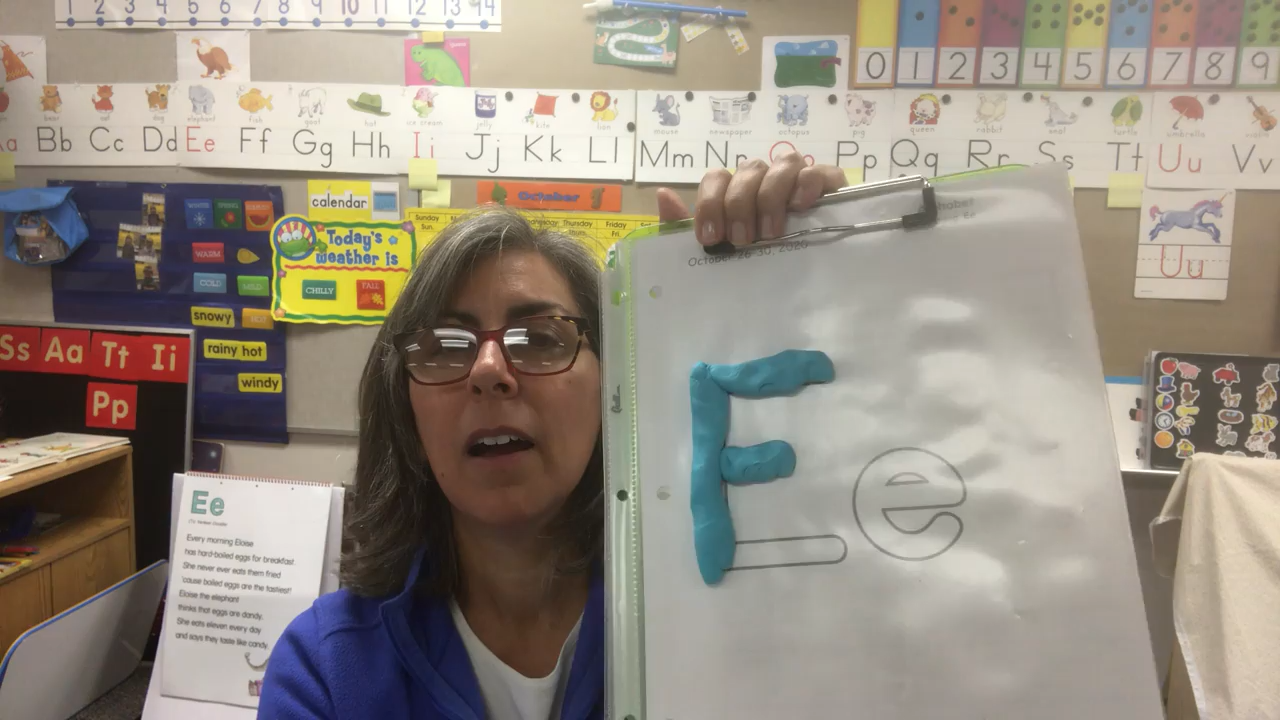 1 2 3 4 5 6 7 8 9 10 11 12 13 14
0 1 2 3 4 5 6 7 8 9
bear cat dog elephant fish goat hat ice cream jelly kite lion mouse newspaper octopus pig queen rabbit seal turtle umbrella violin
Aa Bb Cc Dd Ee Ff Gg Hh Ii Jj Kk Ll Mm Nn Oo Pp Qq Rr Ss Tt Uu Vv
Uu
calendar
October
Sunday
Thursday Friday
Sun.
Fri.
Today's
weather is
CHILLY
FALL
WARM
COLD
MILD
snowy
rainy hot
windy
Ss Aa Tt Ii
Pp
Ee
Every morning Eloise
has hard-boiled eggs for breakfast.
She never ever eats them fried
'cause boiled eggs are the tastiest!
Eloise the elephant
thinks that eggs are dandy.
She eats eleven every day
and says they taste like candy.
October 26-30, 2020
Ee
E e